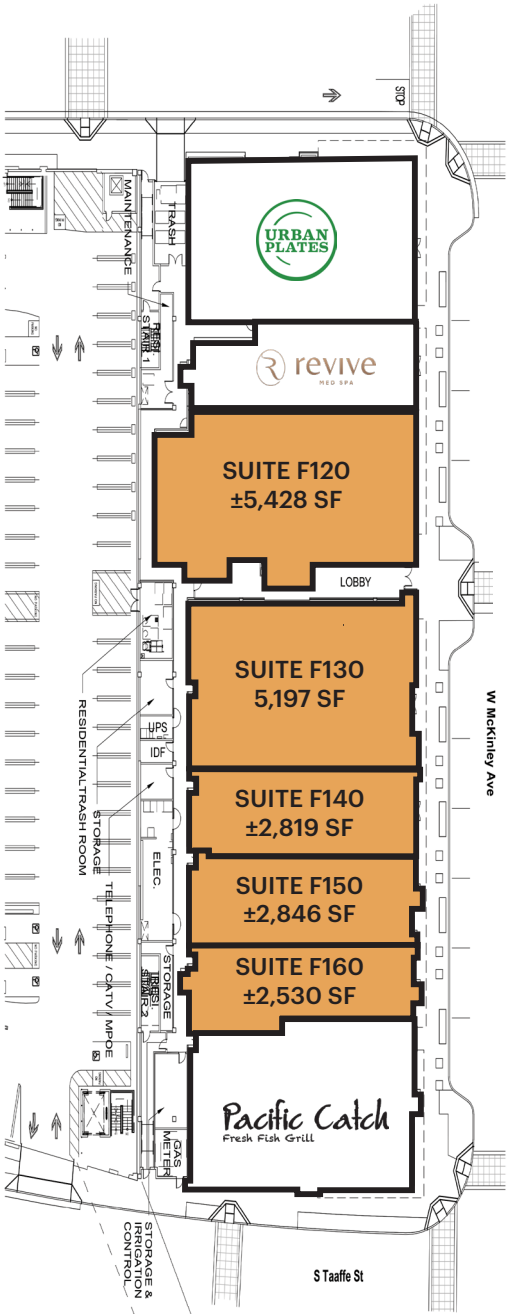 STOP
URBAN
PLATES
TRASH
MAINTENANCE
RESI.
STAIR 1
revive
MED SPA
SUITE F120
±5,428 SF
LOBBY
SUITE F130
5,197 SF
W McKinley Ave
UPS
IDF
RESIDENTIAL TRASH ROOM
STORAGE
TELEPHONE / CATV / MPOE
ELEC.
SUITE F140
±2,819 SF
SUITE F150
±2,846 SF
SUITE F160
±2,530 SF
STORAGE
RESI.
STAIR 2
Pacific Catch
Fresh Fish Grill
GAS
METER
STORAGE &
IRRIGATION
CONTROL
S Taaffe St